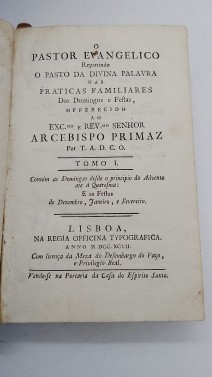 O
PASTOR EVANGELICO
Repartindo
O PASTO DA DIVINA PALAVRA
NAS
PRATICAS FAMILIARES
Dos Domingos e Festas,
OFFERECIDO
AO
EXC.mo E REV.mo SENHOR
ARCEBISPO PRIMAZ
Por T. A. D. C. O.
TOMO I.
Contém as Domingas desde o principio do Advento
até á Quaresma:
E as Festas
de Dezembro, Janeiro, e Fevereiro.
LISBOA,
NA REGIA OFFICINA TYPOGRAFICA.
ANNO M. DCC. XCVII.
Com licença da Meza do Desembargo do Paço,
e Privilegio Real.
Vende-se na Portaria da Casa do Espirito Santo.